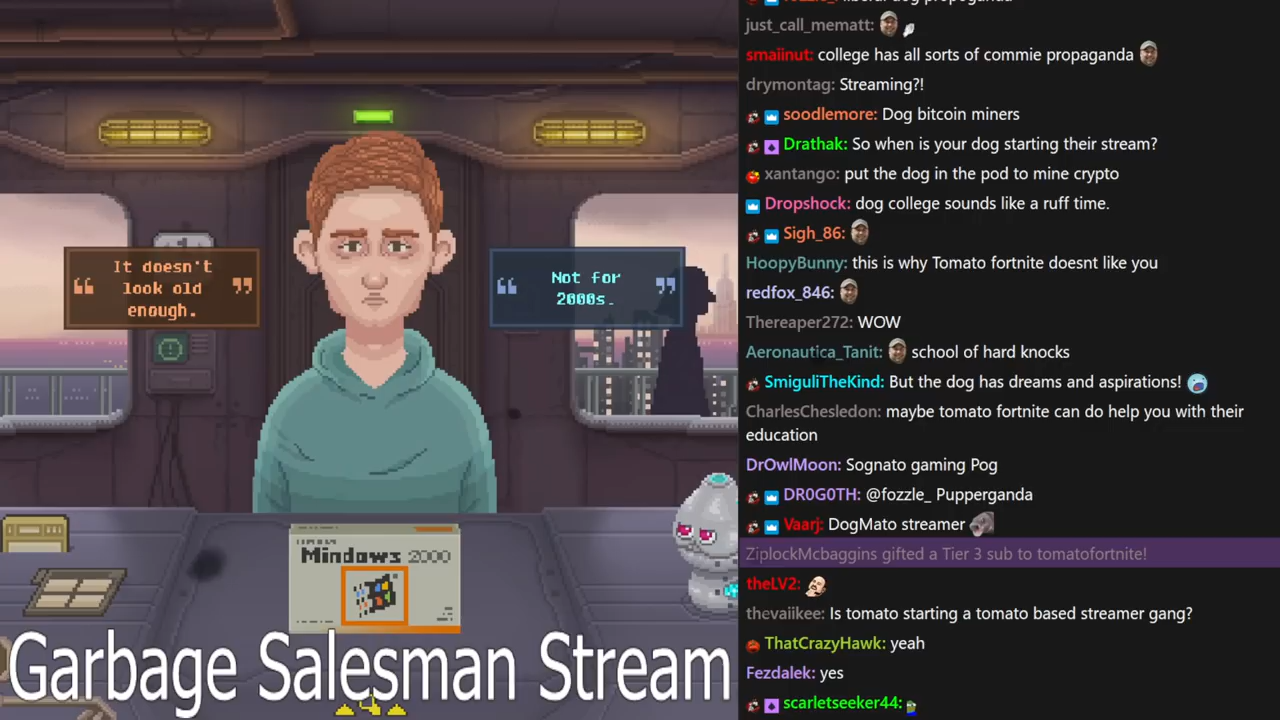 It doesn't
look old
enough.
Not for
2000s.
Mindows 2000
Garbage Salesman Stream
just_call_mematt:
smaiinut: college has all sorts of commie propaganda
drymontag: Streaming?!
soodlemore: Dog bitcoin miners
Drathak: So when is your dog starting their stream?
xantango: put the dog in the pod to mine crypto
Dropshock: dog college sounds like a ruff time.
Sigh_86:
HoopyBunny: this is why Tomato fortnite doesnt like you
redfox_846:
Thereaper272: WOW
Aeronautica_Tanit: school of hard knocks
SmiguliTheKind: But the dog has dreams and aspirations!
CharlesChesledon: maybe tomato fortnite can do help you with their
education
DrOwlMoon: Sognato gaming Pog
DR0G0TH: @fozzle_ Pupperganda
Vaarj: DogMato streamer
ZiplockMcbaggins gifted a Tier 3 sub to tomatofortnite!
theLV2:
thevaiikee: Is tomato starting a tomato based streamer gang?
ThatCrazyHawk: yeah
Fezdalek: yes
scarletseeker44: